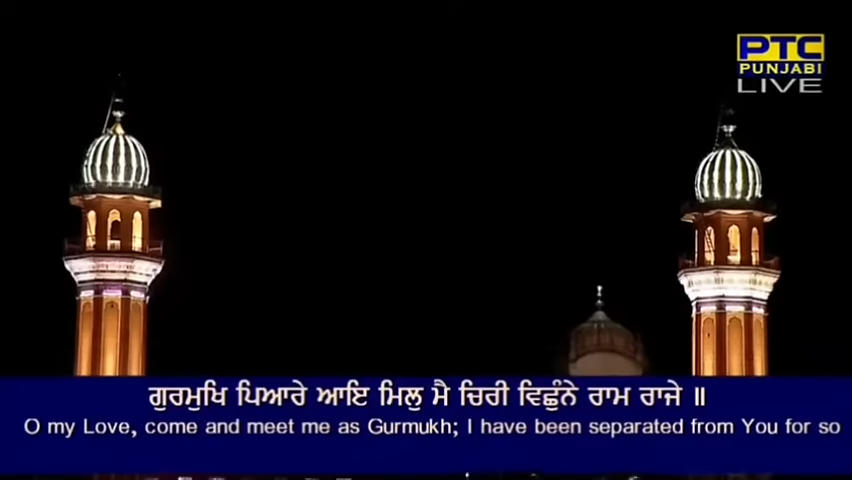 PTC
PUNJABI
LIVE
ਗੁਰਮੁਖਿ ਪਿਆਰੇ ਆਇ ਮਿਲੁ ਮੈ ਚਿਰੀ ਵਿਛੁੰਨੇ ਰਾਮ ਰਾਜੇ ॥
O my Love, come and meet me as Gurmukh; I have been separated from You for so